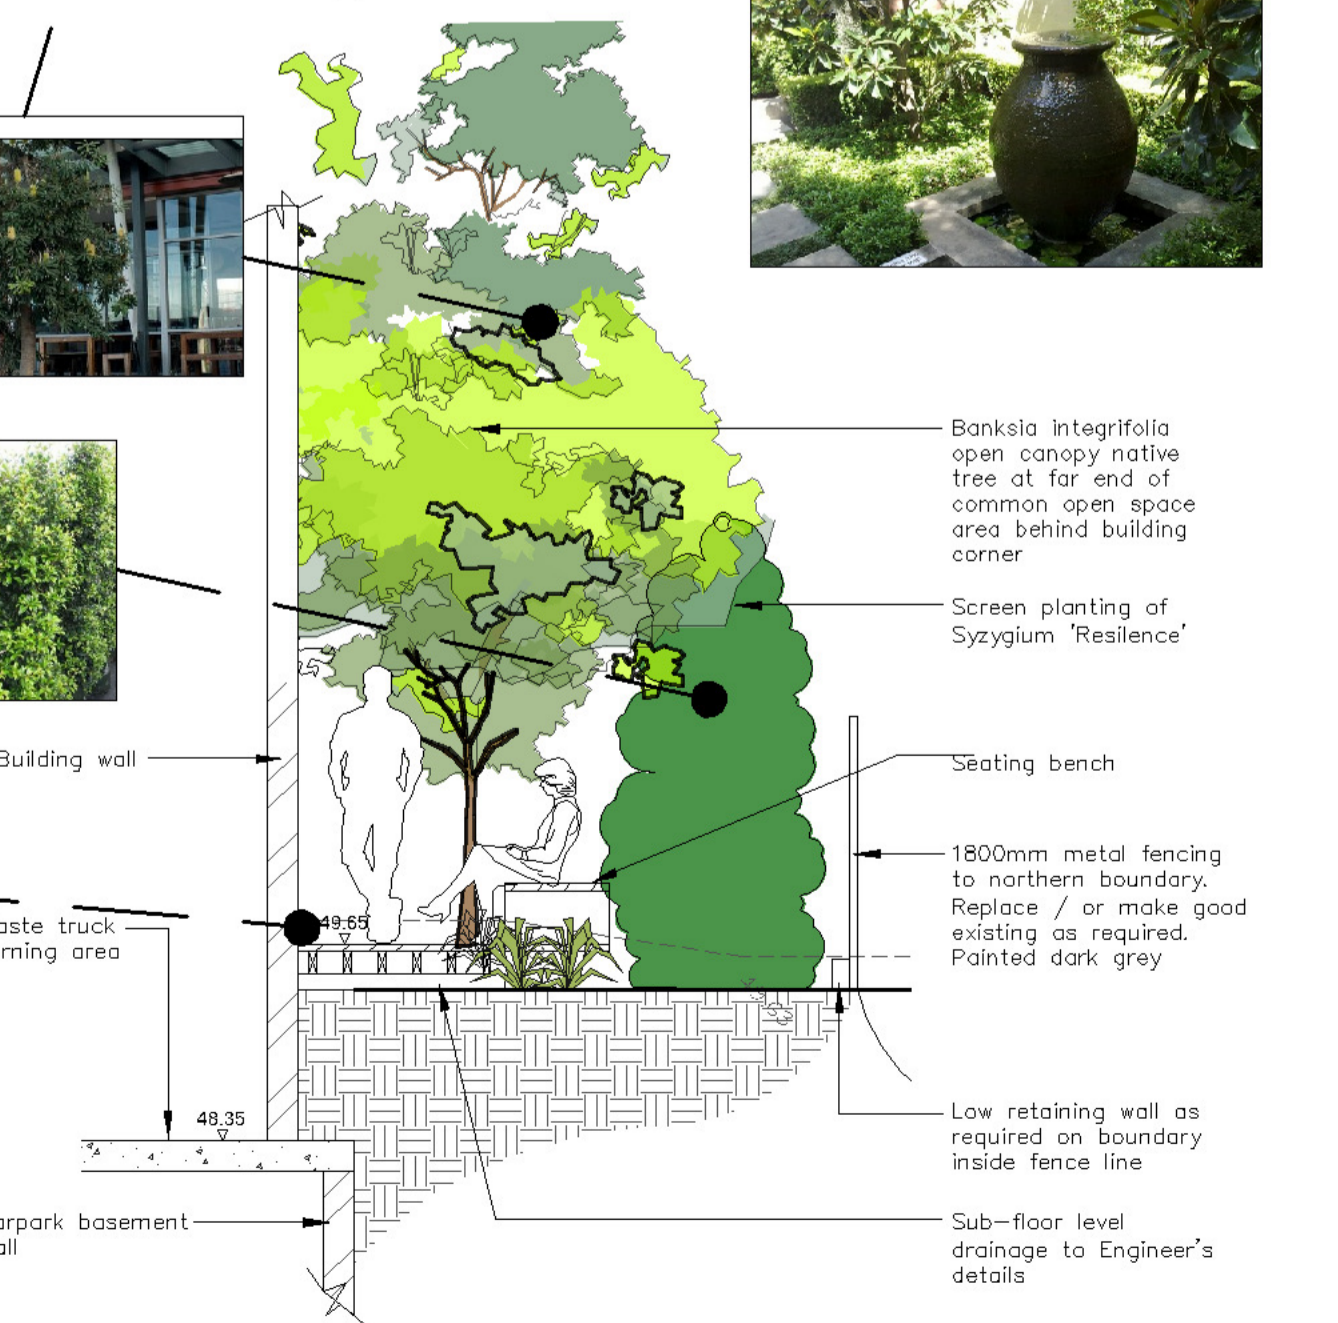 Banksia integrifolia
open canopy native
tree at far end of
common open space
area behind building
corner
Screen planting of
Syzygium 'Resilence'
Building wall
Seating bench
1800mm metal fencing
to northern boundary.
Replace / or make good
existing as required.
Painted dark grey
49.65
aste truck
rning area
48.35
Low retaining wall as
required on boundary
inside fence line
arpark basement
all
Sub-floor level
drainage to Engineer's
details